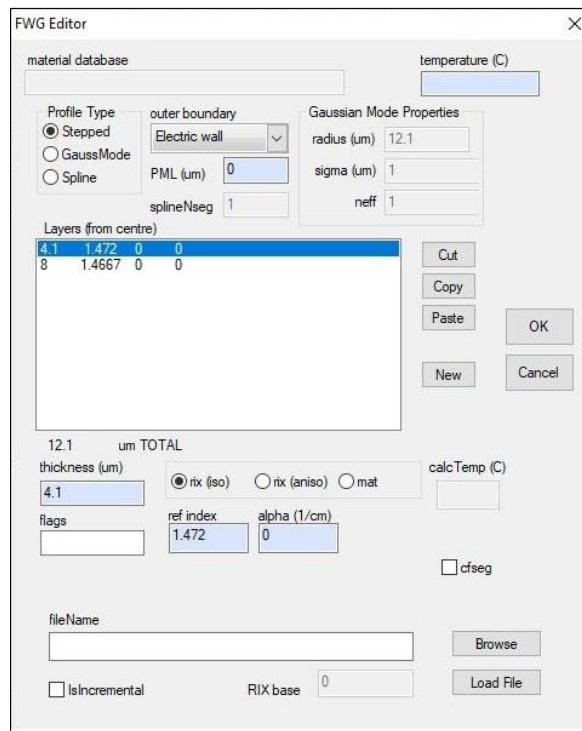 FWG Editor
material database
temperature (C)
Profile Type
Stepped
GaussMode
Spline
outer boundary
Electric wall
PML (um) 0
splineNseg 1
Gaussian Mode Properties
radius (um) 12.1
sigma (um) 1
neff 1
Layers (from centre)
4.1 1.472 0 0
8 1.4667 0 0
Cut
Copy
Paste
New
OK
Cancel
12.1 um TOTAL
thickness (um)
4.1
rix (iso) rix (aniso) mat
calcTemp (C)
flags
ref index
1.472
alpha (1/cm)
0
cfseg
fileName
Browse
IsIncremental
RIX base 0
Load File